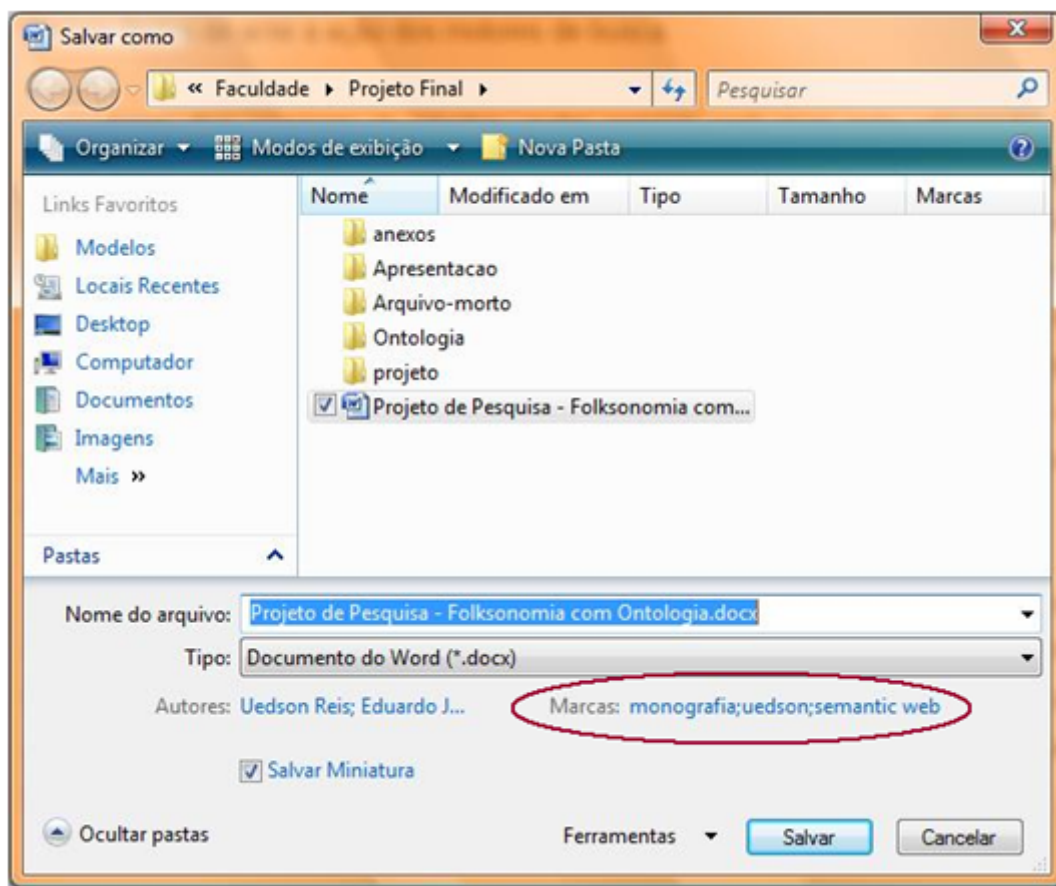 Salvar como
« Faculdade ▸ Projeto Final ▸ Pesquisar
Organizar Modos de exibição Nova Pasta
Links Favoritos
Modelos
Locais Recentes
Desktop
Computador
Documentos
Imagens
Mais »
Pastas
Nome Modificado em Tipo Tamanho Marcas
anexos
Apresentacao
Arquivo-morto
Ontologia
projeto
Projeto de Pesquisa - Folksonomia com...
Nome do arquivo: Projeto de Pesquisa - Folksonomia com Ontologia.docx
Tipo: Documento do Word (*.docx)
Autores: Uedson Reis; Eduardo J... Marcas: monografia;uedson;semantic web
Salvar Miniatura
Ocultar pastas Ferramentas Salvar Cancelar